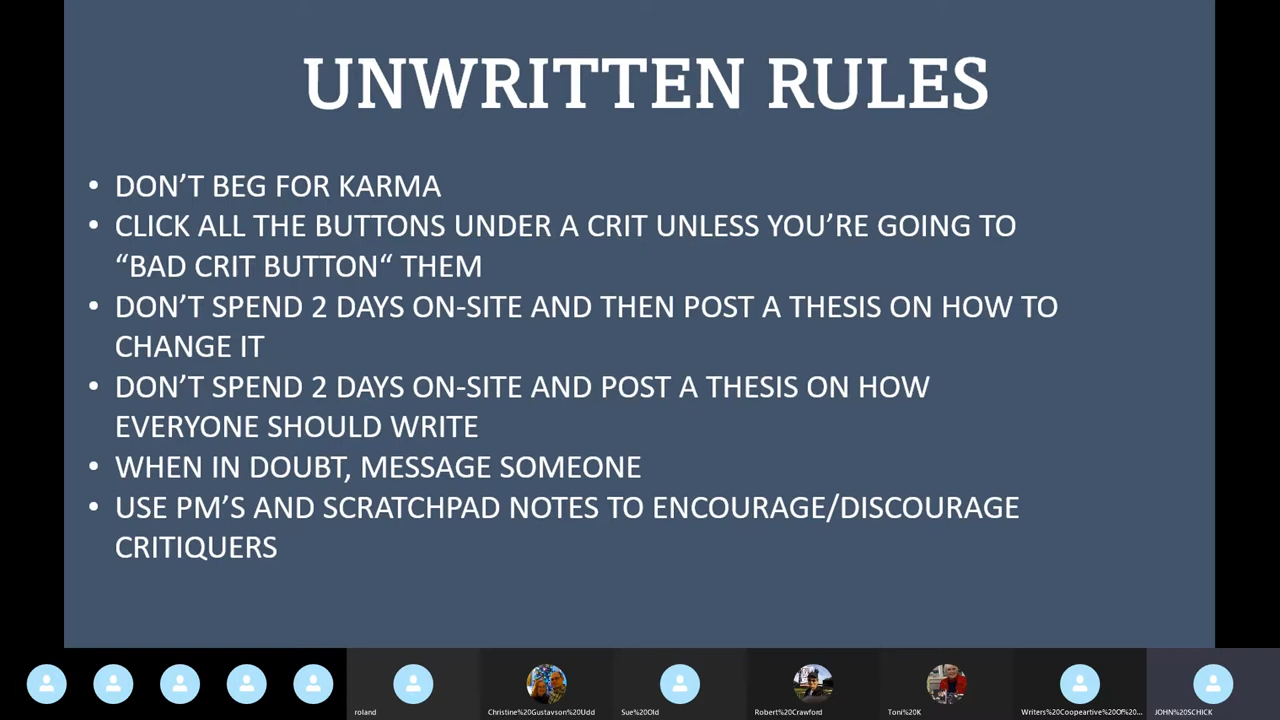 UNWRITTEN RULES
• DON’T BEG FOR KARMA
• CLICK ALL THE BUTTONS UNDER A CRIT UNLESS YOU’RE GOING TO
“BAD CRIT BUTTON“ THEM
• DON’T SPEND 2 DAYS ON-SITE AND THEN POST A THESIS ON HOW TO
CHANGE IT
• DON’T SPEND 2 DAYS ON-SITE AND POST A THESIS ON HOW
EVERYONE SHOULD WRITE
• WHEN IN DOUBT, MESSAGE SOMEONE
• USE PM’S AND SCRATCHPAD NOTES TO ENCOURAGE/DISCOURAGE
CRITIQUERS
roland
Christine%20Gustavson%20Udd
Sue%20Old
Robert%20Crawford
Toni%20K
Writers%20Coopeartive%20Of%20...
JOHN%20SCHICK